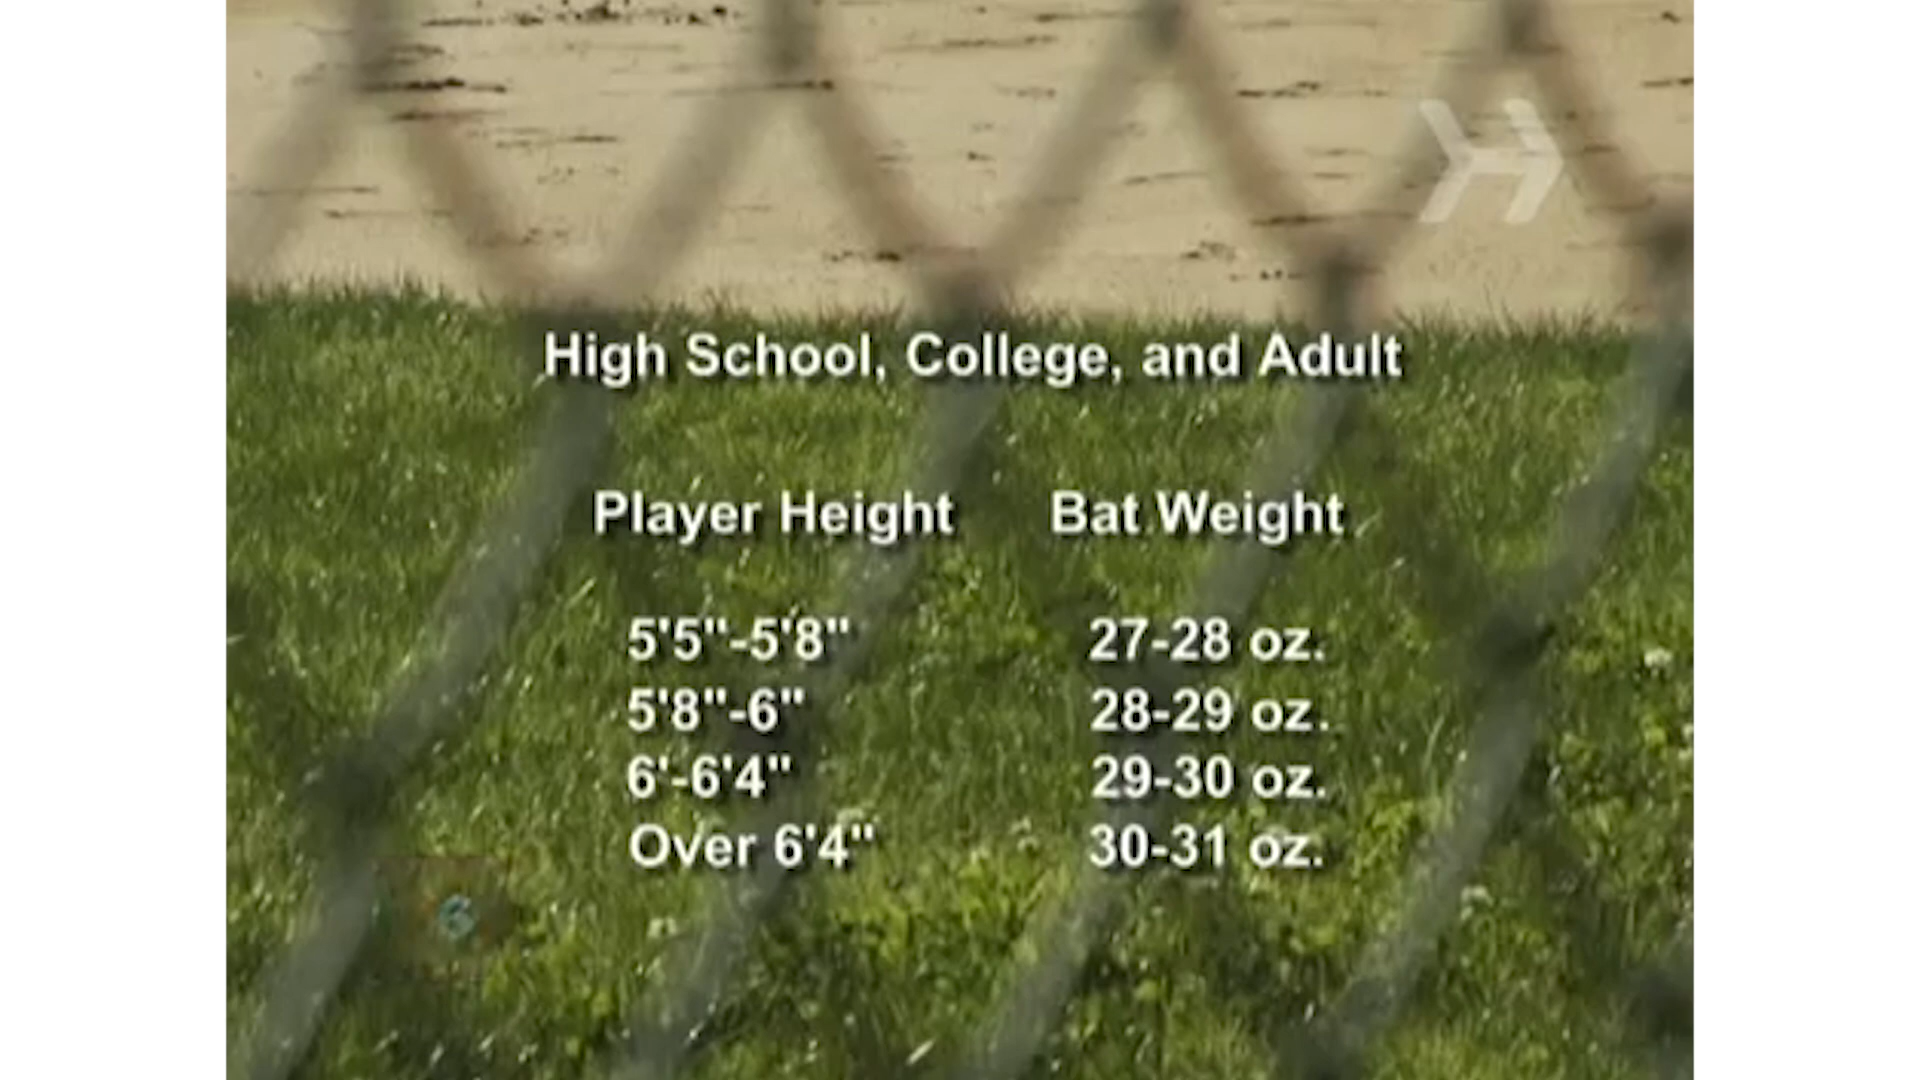 High School, College, and Adult
Player Height Bat Weight
5'5"-5'8" 27-28 oz.
5'8"-6" 28-29 oz.
6'-6'4" 29-30 oz.
Over 6'4" 30-31 oz.